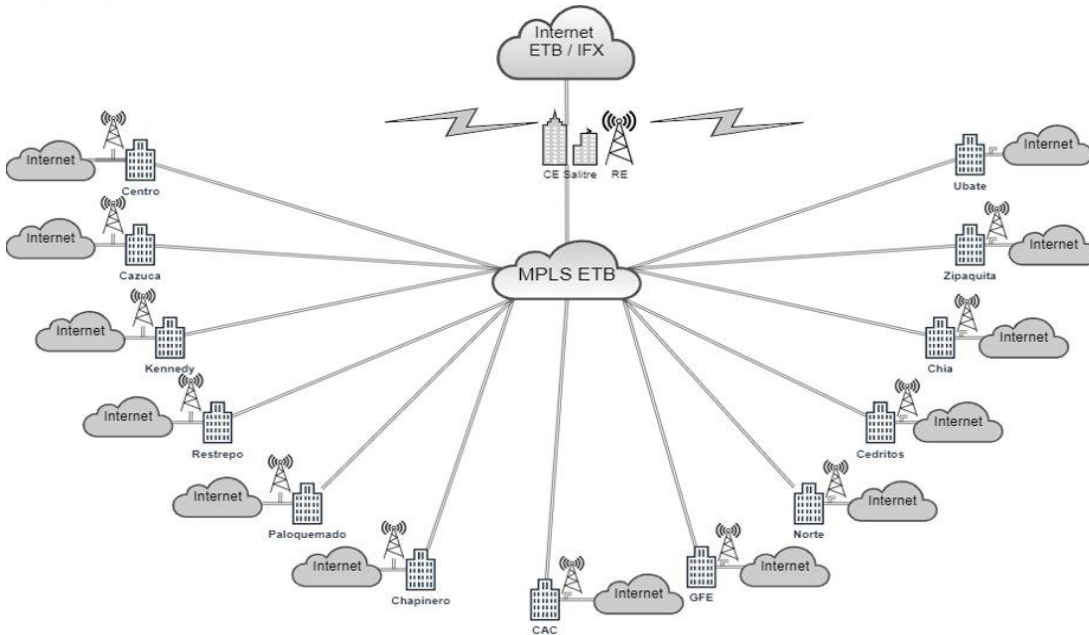 Internet
ETB / IFX
CE Salitre RE
Internet
Centro
Internet
Ubate
Internet
Cazuca
MPLS ETB
Internet
Zipaquita
Internet
Kennedy
Internet
Chia
Internet
Restrepo
Internet
Cedritos
Internet
Paloquemado
Internet
Norte
Internet
Chapinero
Internet
CAC
Internet
GFE